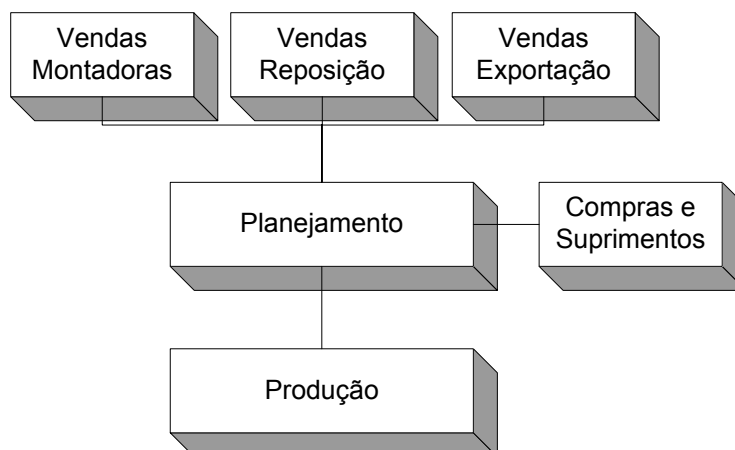 Vendas
Montadoras
Vendas
Reposição
Vendas
Exportação
Planejamento
Compras e
Suprimentos
Produção